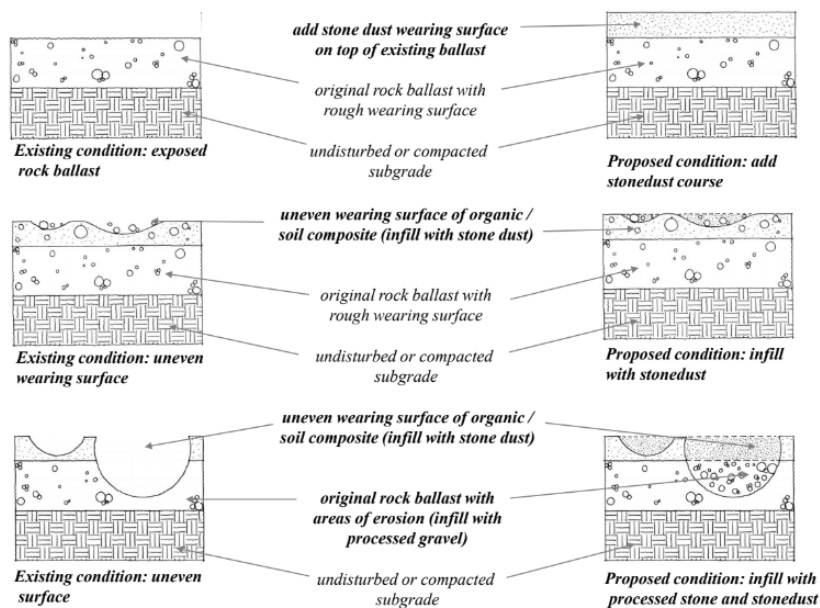 add stone dust wearing surface
on top of existing ballast
original rock ballast with
rough wearing surface
undisturbed or compacted
subgrade
Existing condition: exposed
rock ballast
Proposed condition: add
stonedust course
uneven wearing surface of organic /
soil composite (infill with stone dust)
original rock ballast with
rough wearing surface
undisturbed or compacted
subgrade
Existing condition: uneven
wearing surface
Proposed condition: infill
with stonedust
uneven wearing surface of organic /
soil composite (infill with stone dust)
original rock ballast with
areas of erosion (infill with
processed gravel)
undisturbed or compacted
subgrade
Existing condition: uneven
surface
Proposed condition: infill with
processed stone and stonedust